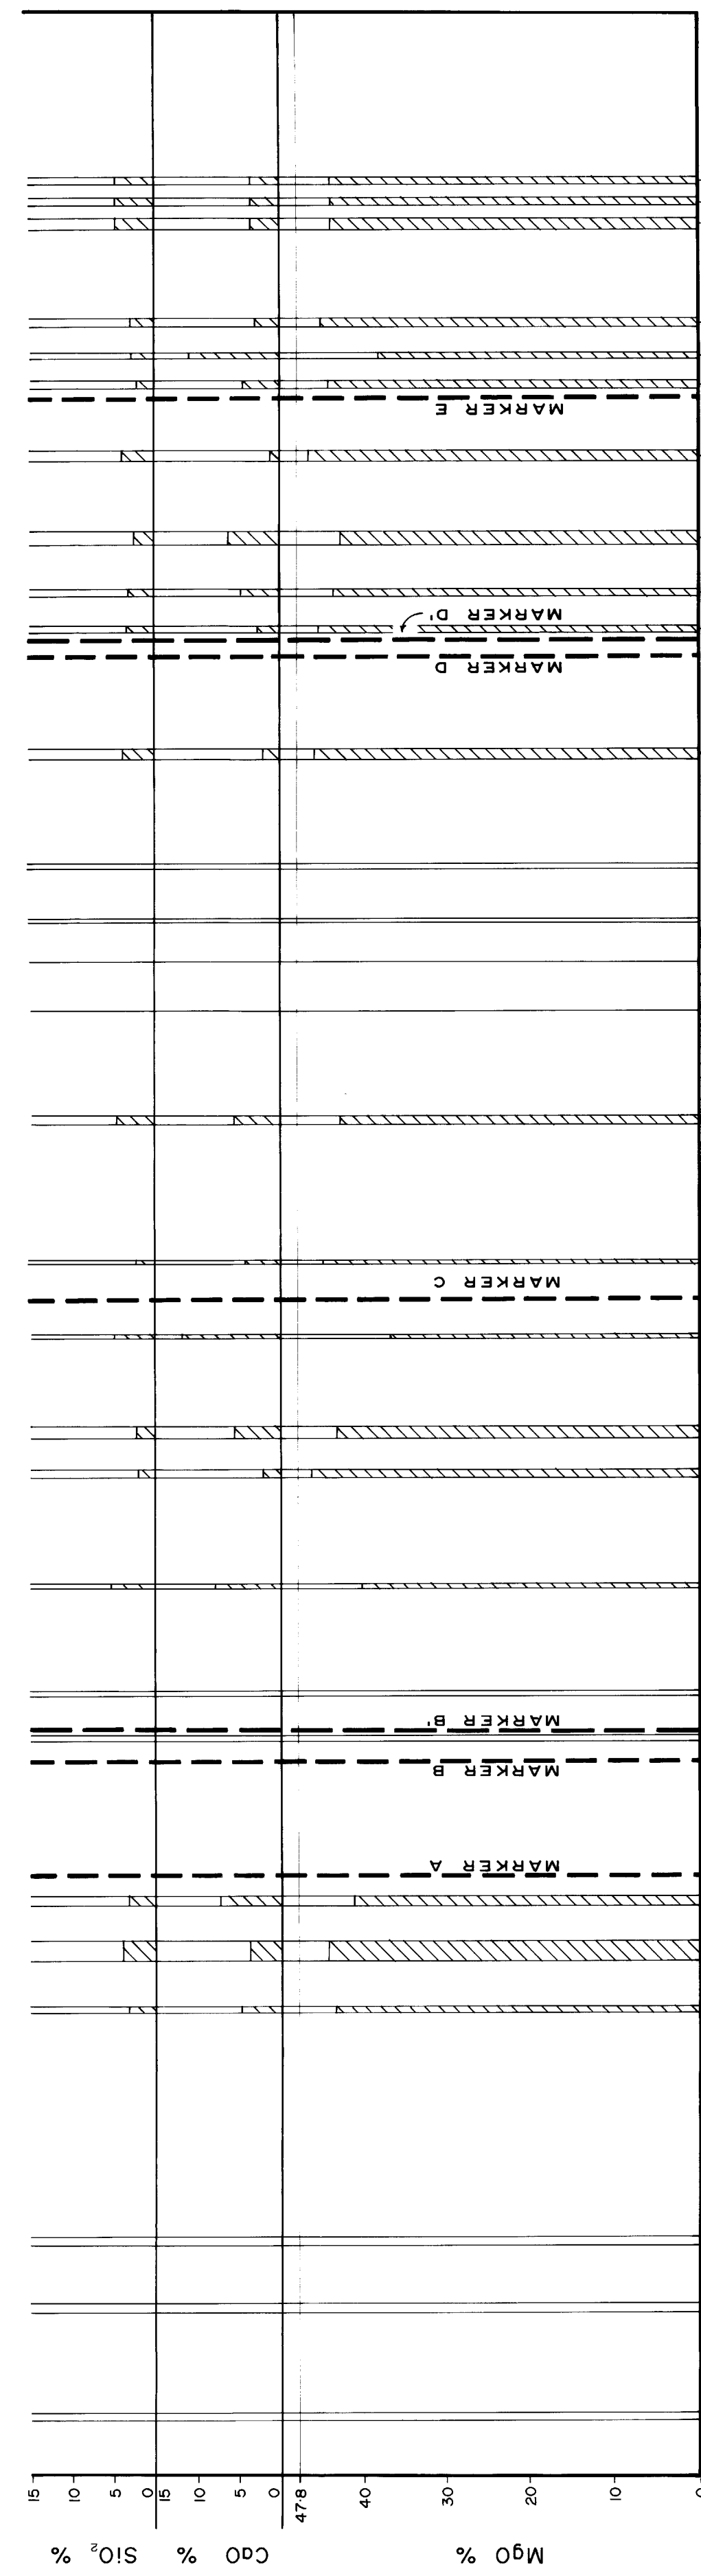 MARKER E
MARKER D'
MARKER D
MARKER C
MARKER B'
MARKER B
MARKER A
15 10 5 0 15 10 5 0 47·8 40 30 20 10 0
SiO₂ % CaO % MgO %